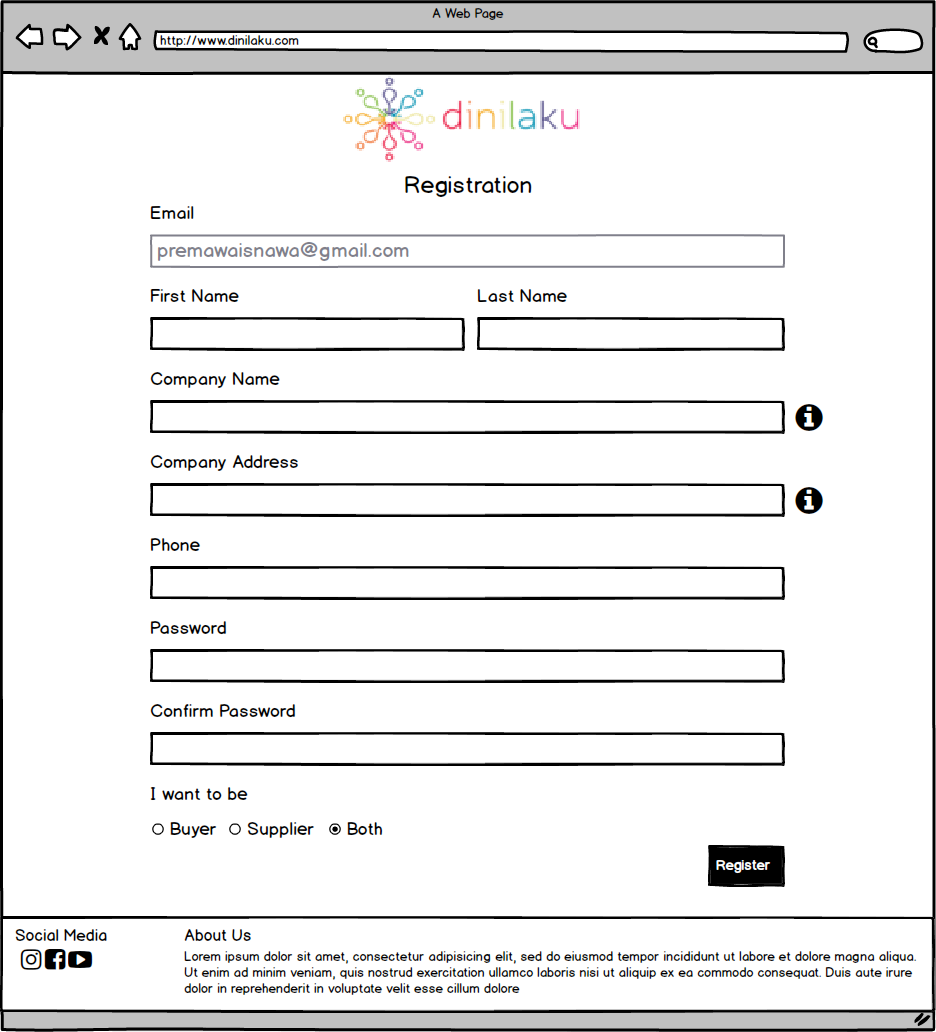 A Web Page
http://www.dinilaku.com
dinilaku
Registration
Email
premawaisnawa@gmail.com
First Name Last Name
Company Name
Company Address
Phone
Password
Confirm Password
I want to be
Buyer Supplier Both
Register
Social Media About Us
Lorem ipsum dolor sit amet, consectetur adipisicing elit, sed do eiusmod tempor incididunt ut labore et dolore magna aliqua.
Ut enim ad minim veniam, quis nostrud exercitation ullamco laboris nisi ut aliquip ex ea commodo consequat. Duis aute irure
dolor in reprehenderit in voluptate velit esse cillum dolore